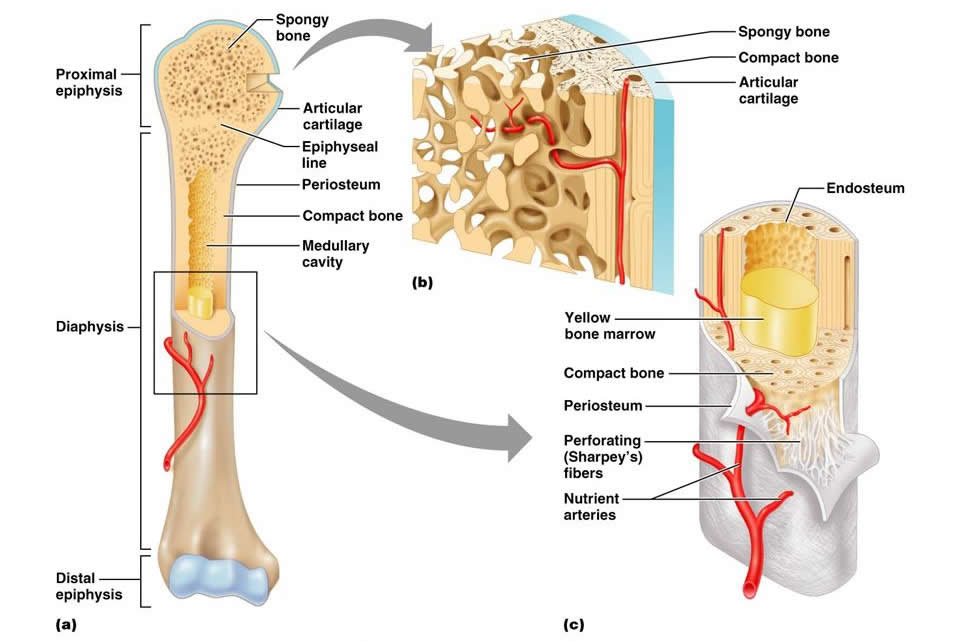 Spongy
bone
Proximal
epiphysis
Articular
cartilage
Epiphyseal
line
Periosteum
Compact bone
Medullary
cavity
Diaphysis
Distal
epiphysis
(a)
Spongy bone
Compact bone
Articular
cartilage
(b)
Endosteum
Yellow
bone marrow
Compact bone
Periosteum
Perforating
(Sharpey's)
fibers
Nutrient
arteries
(c)